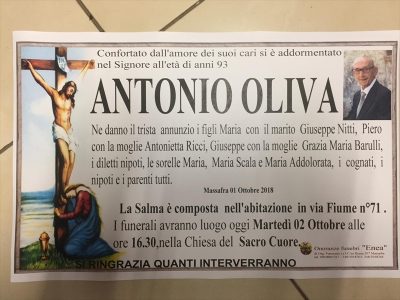 Confortato dall'amore dei suoi cari si è addormentato
nel Signore all'età di anni 93
ANTONIO OLIVA
Ne danno il trista annunzio i figli Maria con il marito Giuseppe Nitti, Piero
con la moglie Antonietta Ricci, Giuseppe con la moglie Grazia Maria Barulli,
i diletti nipoti, le sorelle Maria, Maria Scala e Maria Addolorata, i cognati, i
nipoti e i parenti tutti.
Massafra 01 Ottobre 2018
La Salma è composta nell'abitazione in via Fiume n°71.
I funerali avranno luogo oggi Martedì 02 Ottobre alle
ore 16.30, nella Chiesa del Sacro Cuore.
Onoranze funebri "Enea"
SI RINGRAZIA QUANTI INTERVERRANNO